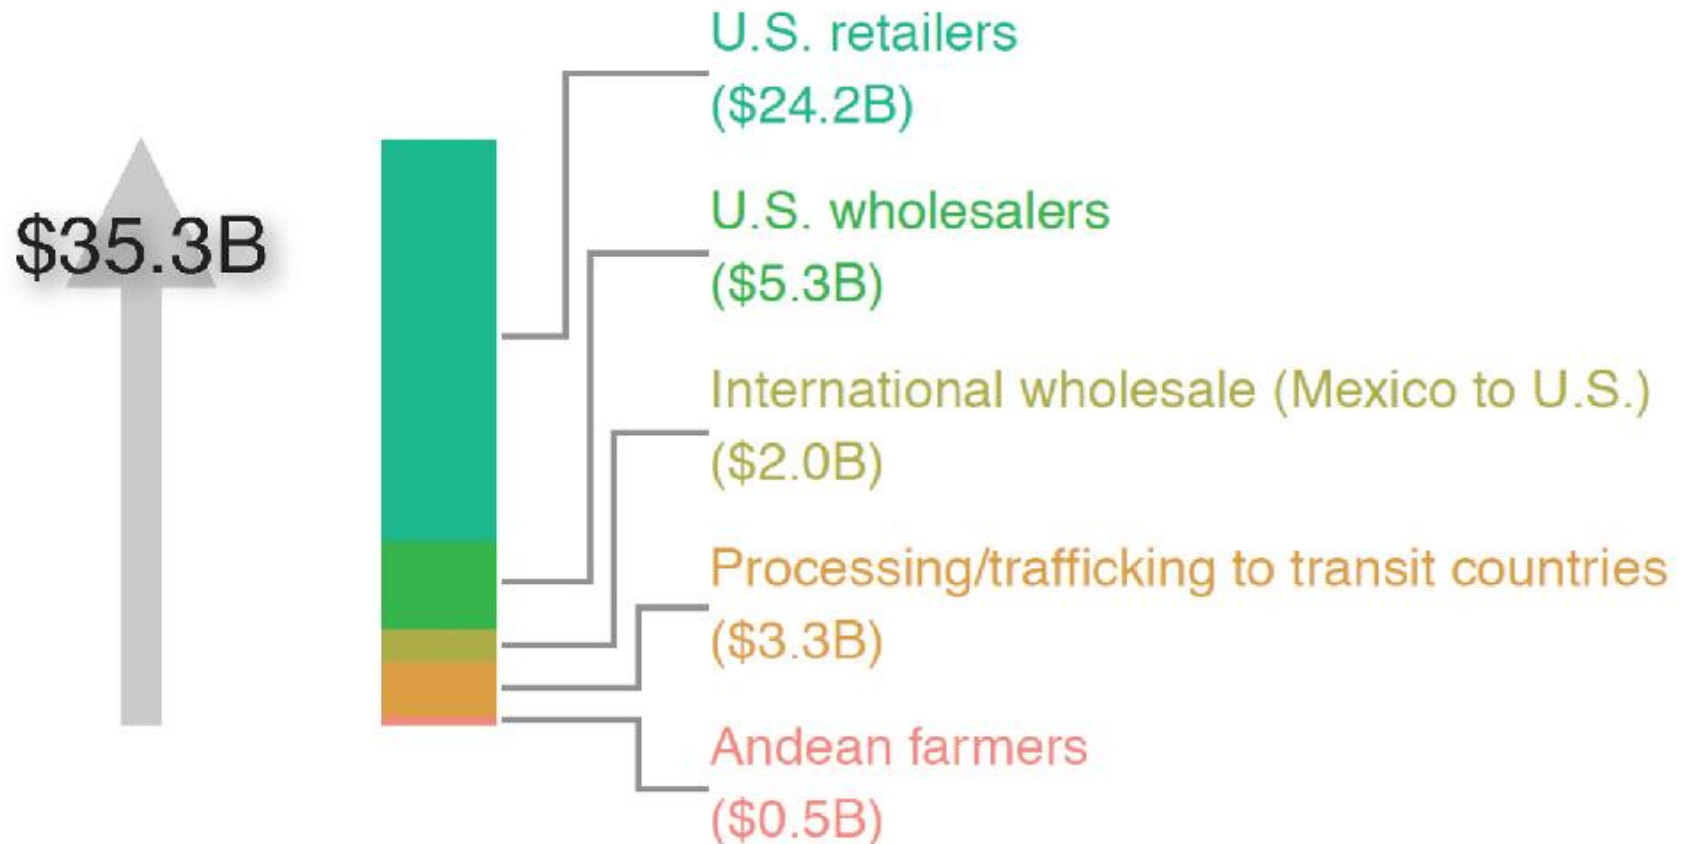 U.S. retailers
($24.2B)
$35.3B
U.S. wholesalers
($5.3B)
International wholesale (Mexico to U.S.)
($2.0B)
Processing/trafficking to transit countries
($3.3B)
Andean farmers
($0.5B)